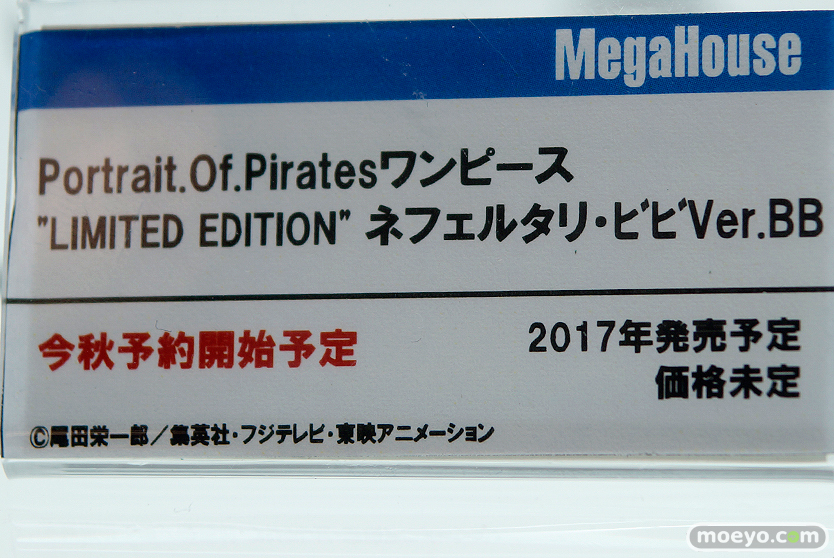 MegaHouse
Portrait.Of.Piratesワンピース
"LIMITED EDITION" ネフェルタリ・ビビVer.BB
今秋予約開始予定
2017年発売予定
価格未定
©尾田栄一郎／集英社・フジテレビ・東映アニメーション
moeyo.com